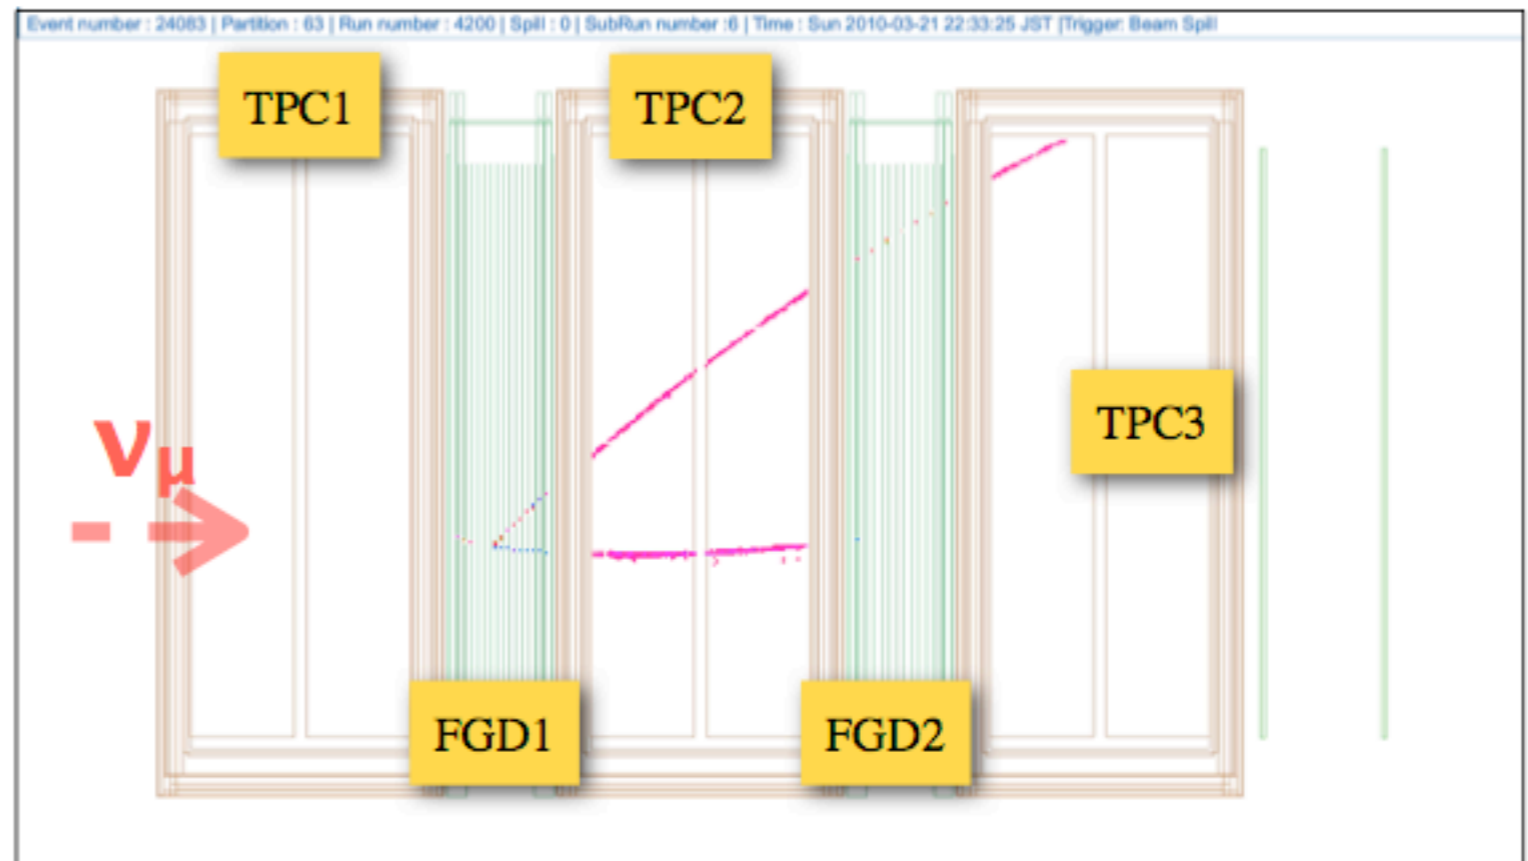 Event number : 24083 | Partition : 63 | Run number : 4200 | Spill : 0 | SubRun number :6 | Time : Sun 2010-03-21 22:33:25 JST |Trigger: Beam Spill
TPC1
TPC2
TPC3
νμ
FGD1
FGD2